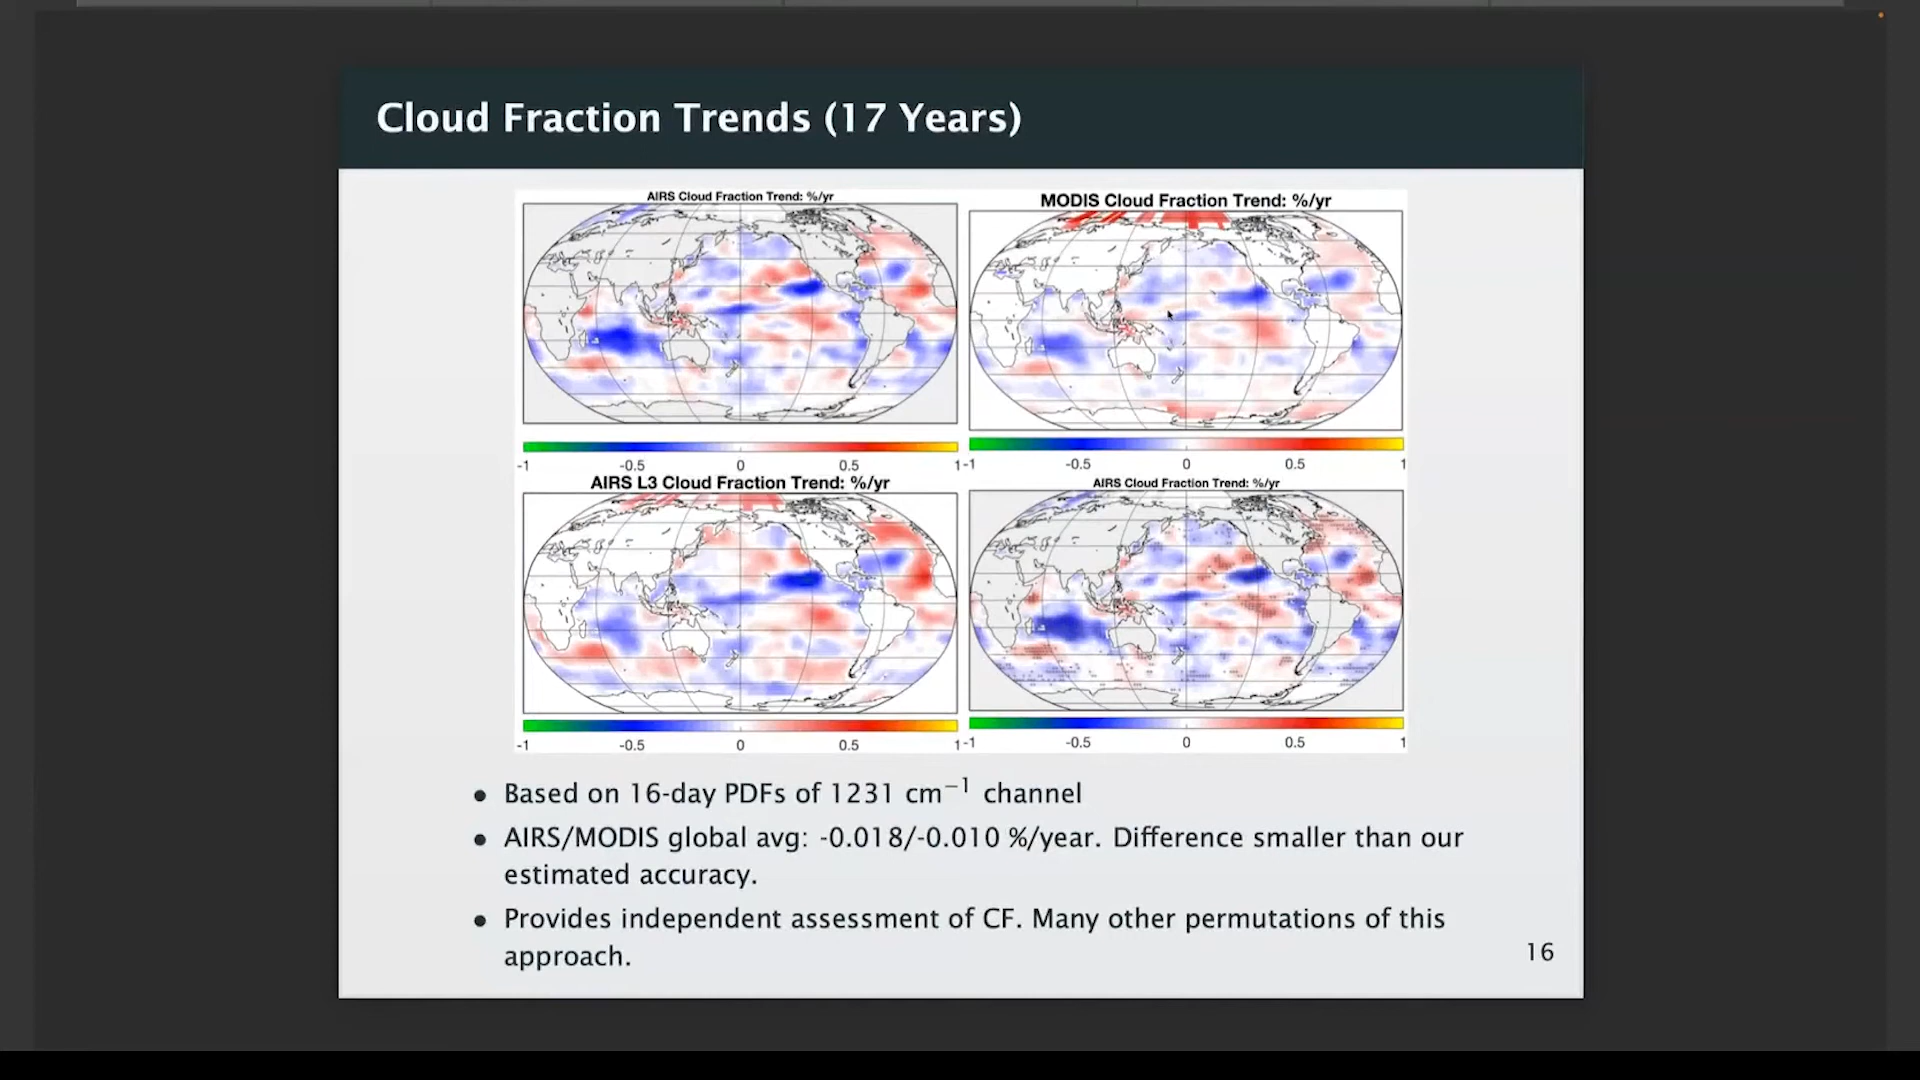 Cloud Fraction Trends (17 Years)
AIRS Cloud Fraction Trend: %/yr
-1 -0.5 0 0.5 1
MODIS Cloud Fraction Trend: %/yr
-1 -0.5 0 0.5 1
AIRS L3 Cloud Fraction Trend: %/yr
-1 -0.5 0 0.5 1
AIRS Cloud Fraction Trend: %/yr
-1 -0.5 0 0.5 1
• Based on 16-day PDFs of 1231 cm⁻¹ channel
• AIRS/MODIS global avg: -0.018/-0.010 %/year. Difference smaller than our
estimated accuracy.
• Provides independent assessment of CF. Many other permutations of this
approach.
16